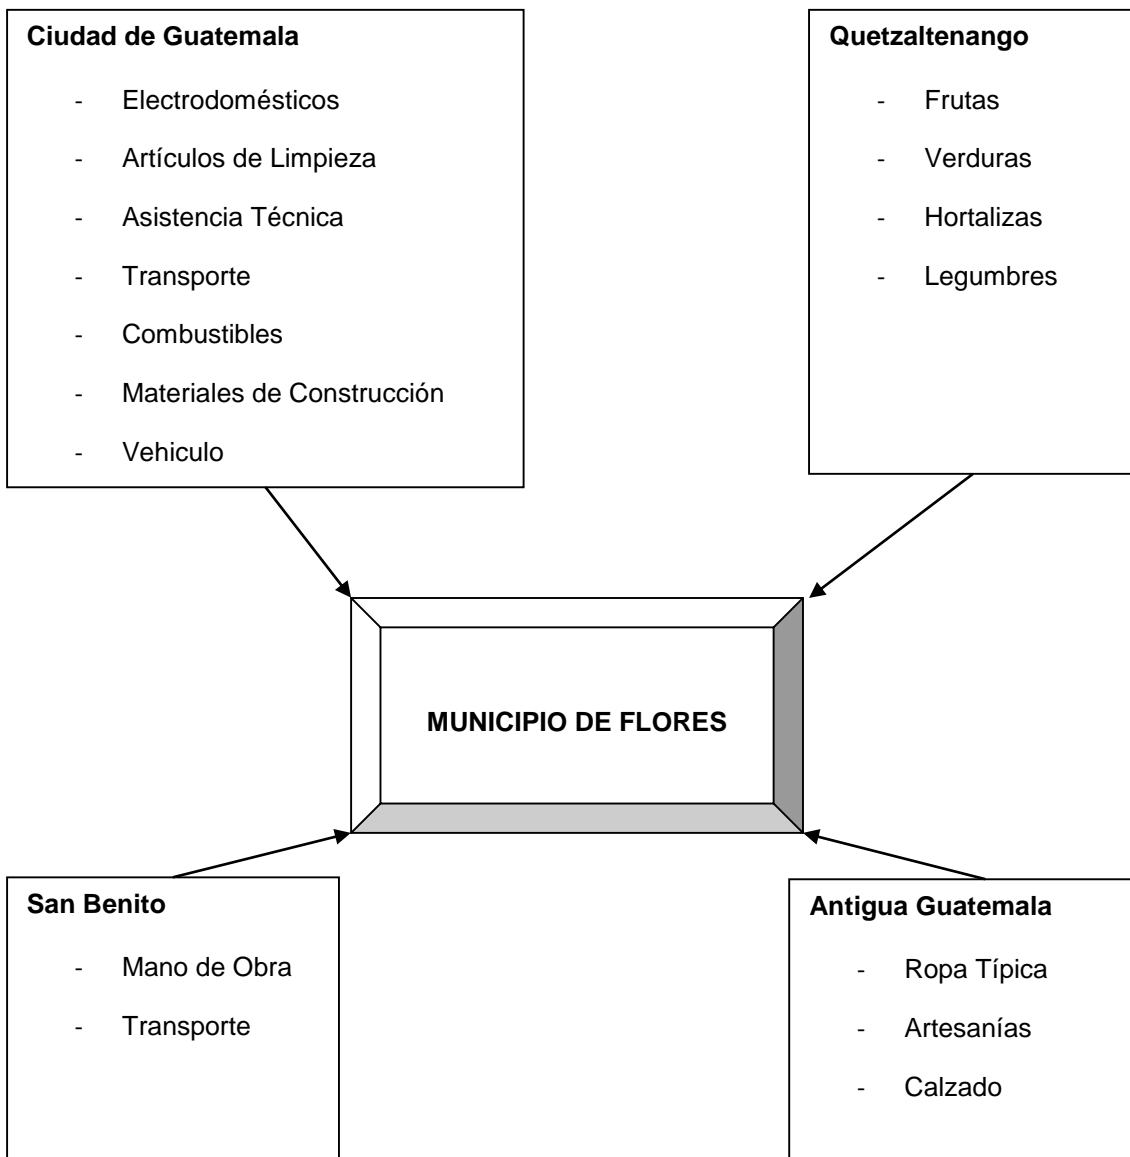 Ciudad de Guatemala
- Electrodomésticos
- Artículos de Limpieza
- Asistencia Técnica
- Transporte
- Combustibles
- Materiales de Construcción
- Vehiculo
Quetzaltenango
- Frutas
- Verduras
- Hortalizas
- Legumbres
MUNICIPIO DE FLORES
San Benito
- Mano de Obra
- Transporte
Antigua Guatemala
- Ropa Típica
- Artesanías
- Calzado